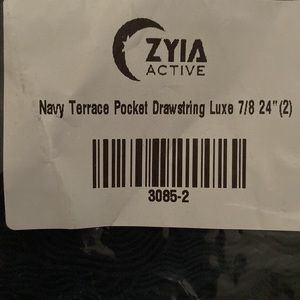 ZYIA
ACTIVE
Navy Terrace Pocket Drawstring Luxe 7/8 24"(2)
3085-2